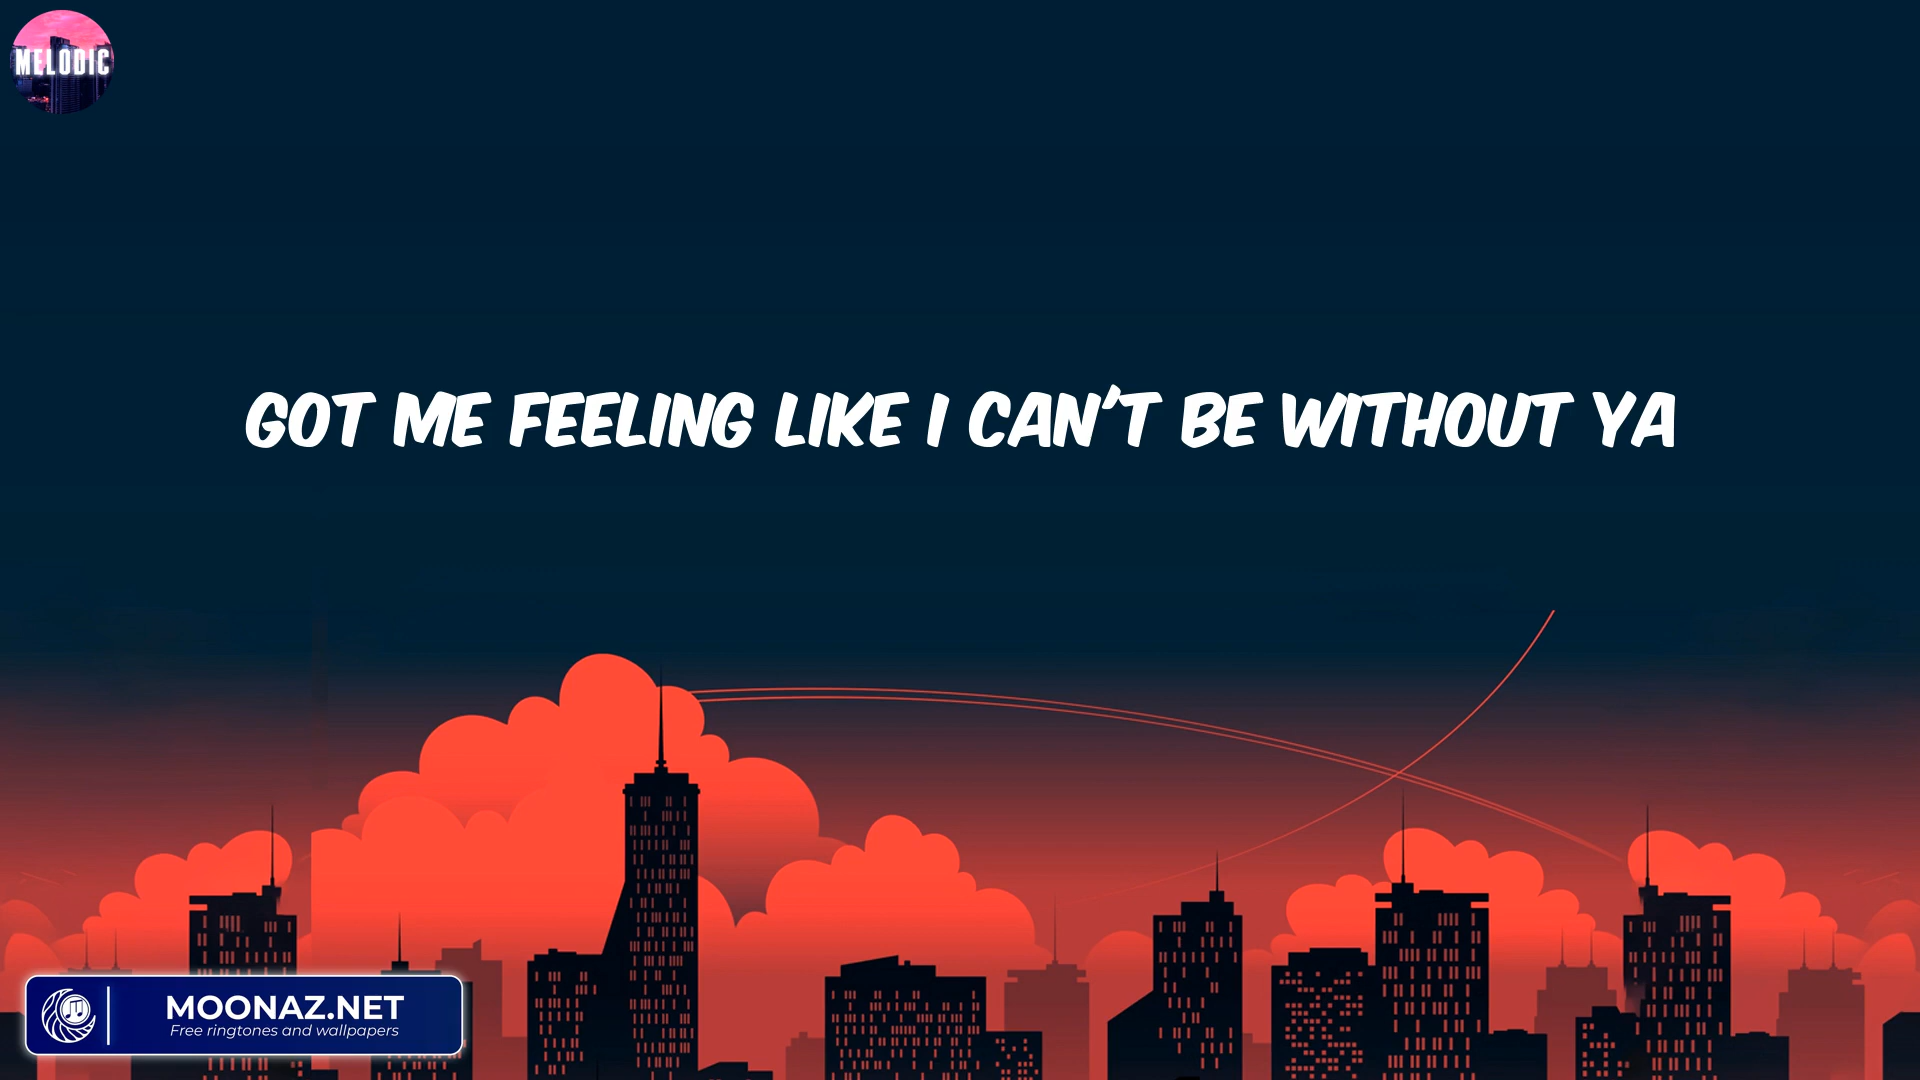 MELODIC
GOT ME FEELING LIKE I CAN'T BE WITHOUT YA
MOONAZ.NET
Free ringtones and wallpapers